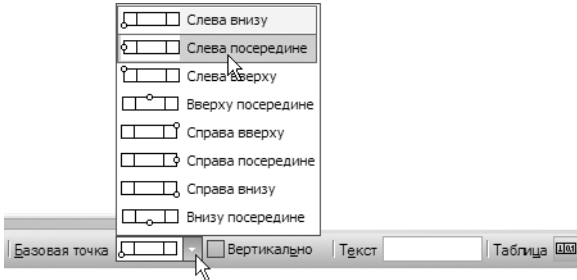 Слева внизу
Слева посередине
Слева вверху
Вверху посередине
Справа вверху
Справа посередине
Справа внизу
Внизу посередине
Базовая точка Вертикально Текст Таблица